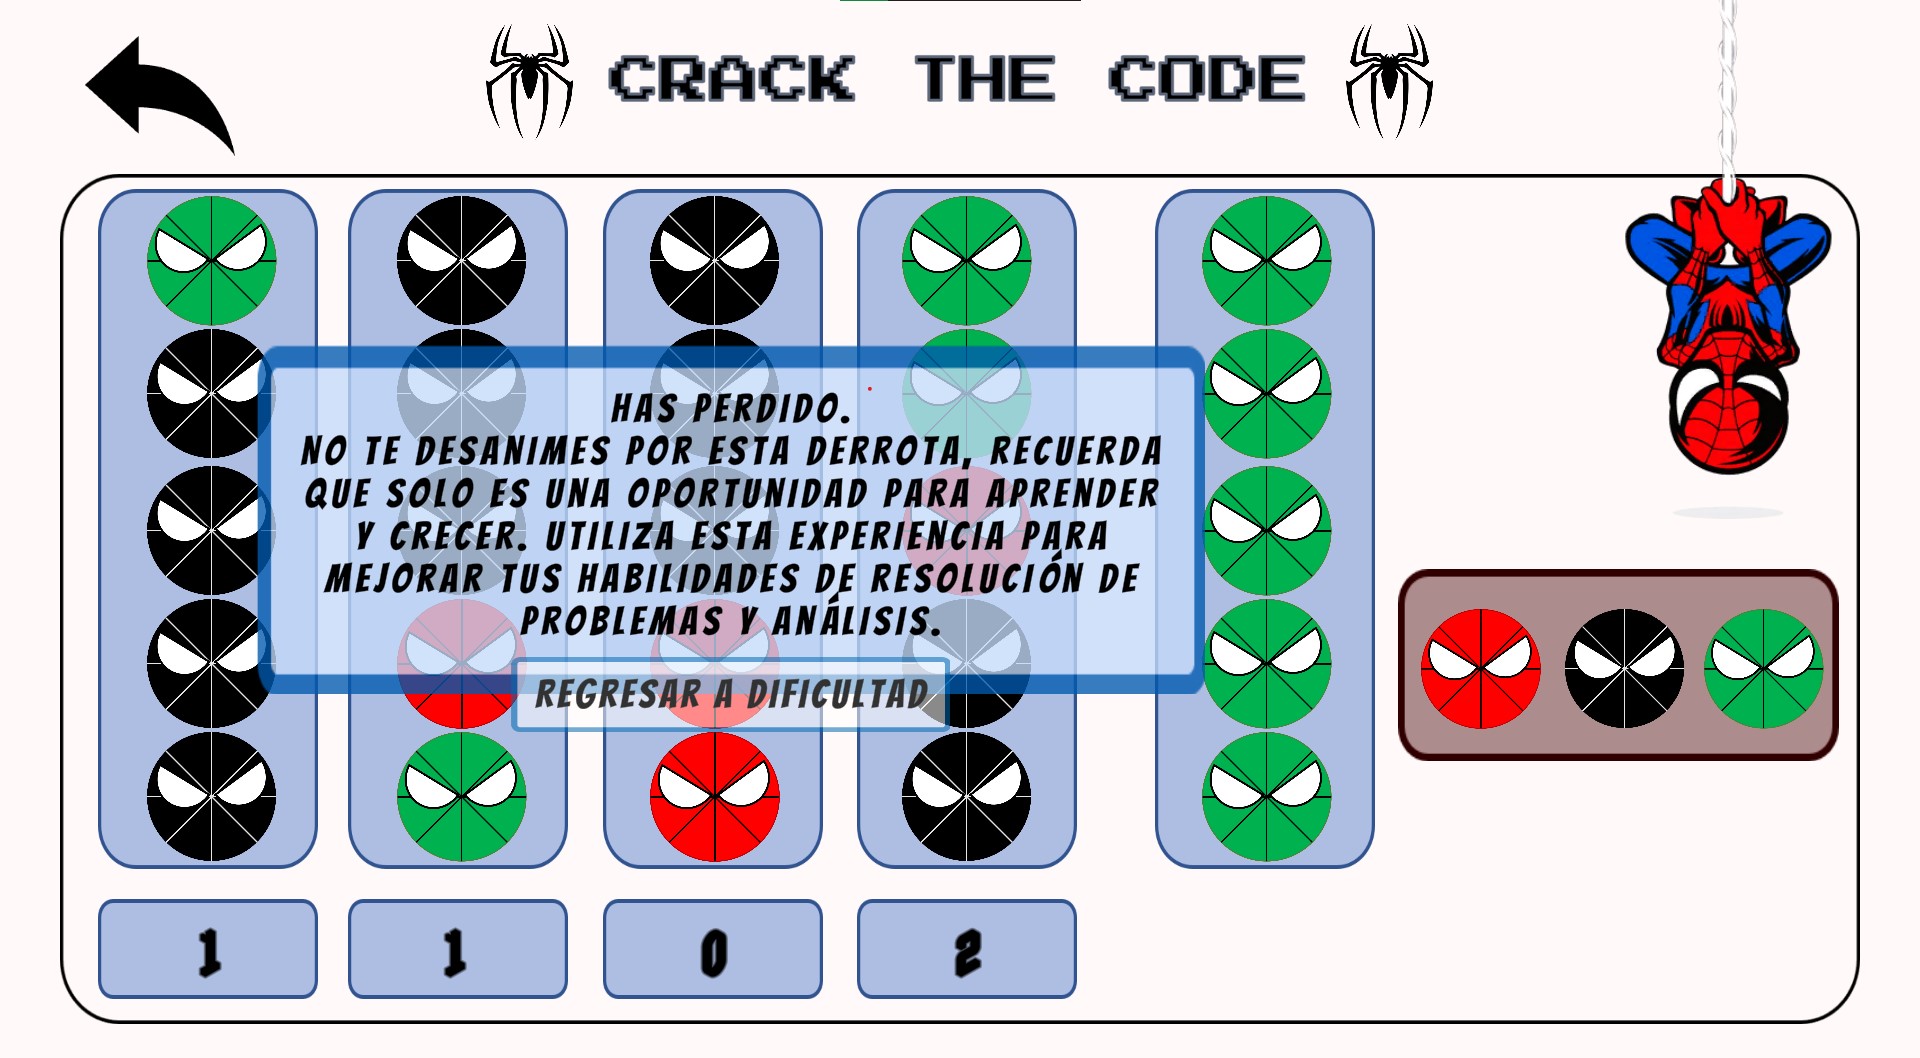 CRACK THE CODE
HAS PERDIDO.
NO TE DESANIMES POR ESTA DERROTA, RECUERDA
QUE SOLO ES UNA OPORTUNIDAD PARA APRENDER
Y CRECER. UTILIZA ESTA EXPERIENCIA PARA
MEJORAR TUS HABILIDADES DE RESOLUCIÓN DE
PROBLEMAS Y ANÁLISIS.
REGRESAR A DIFICULTAD
1 1 0 2